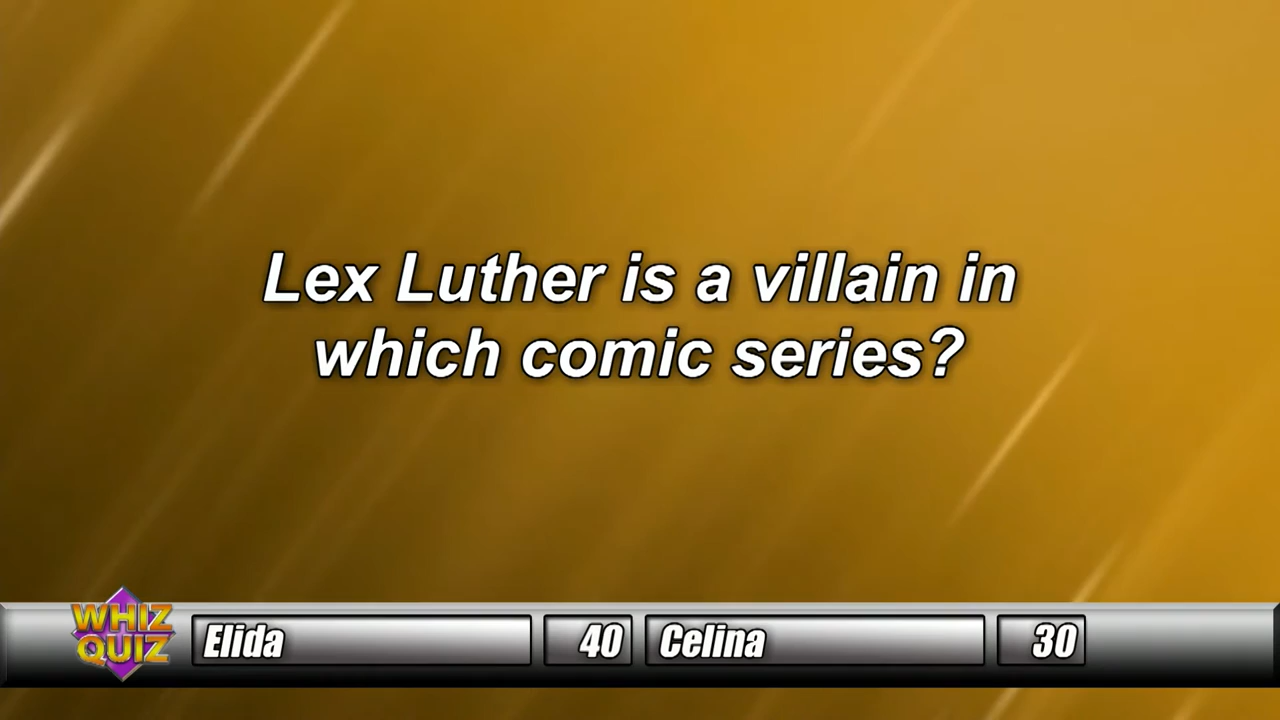 Lex Luther is a villain in
which comic series?
WHIZ
QUIZ
Elida 40 Celina 30